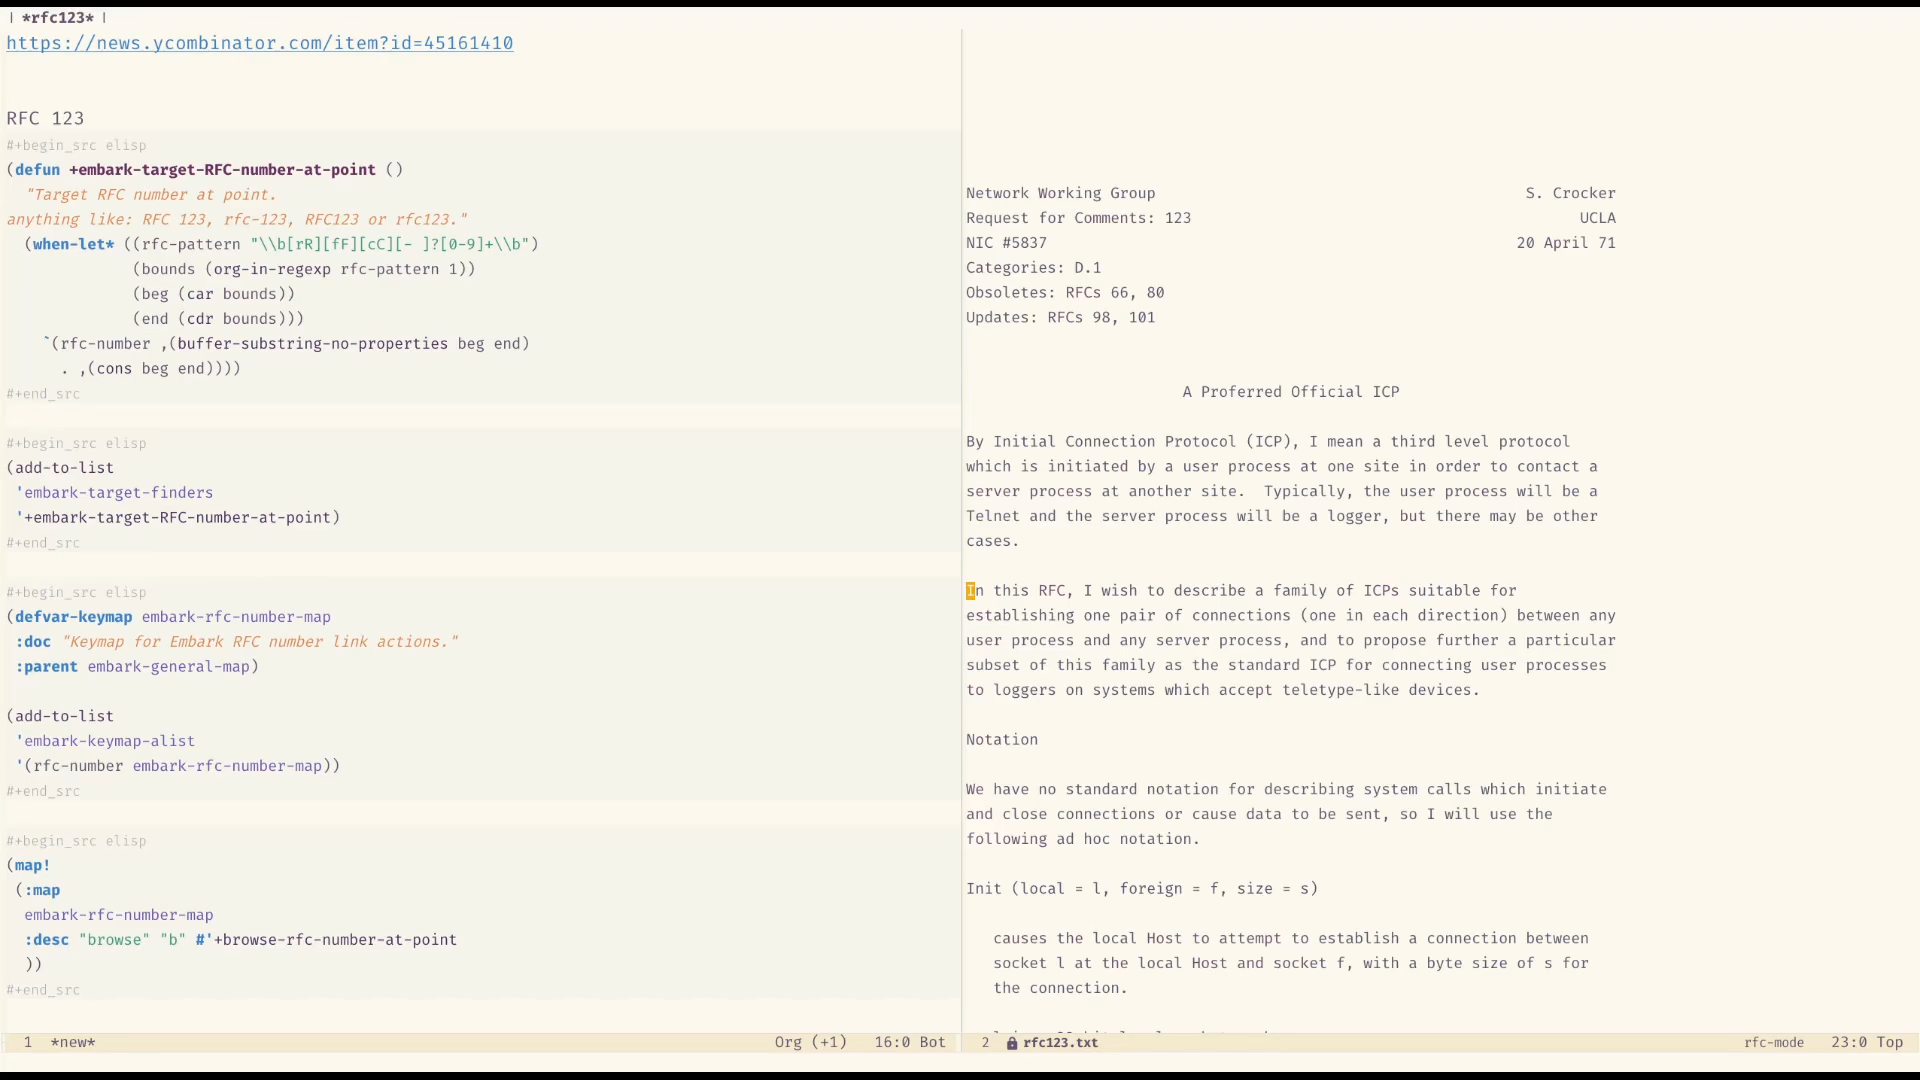 | *rfc123* |
https://news.ycombinator.com/item?id=45161410
RFC 123
#+begin_src elisp
(defun +embark-target-RFC-number-at-point ()
  "Target RFC number at point.
anything like: RFC 123, rfc-123, RFC123 or rfc123."
  (when-let* ((rfc-pattern "\\b[rR][fF][cC][- ]?[0-9]+\\b")
              (bounds (org-in-regexp rfc-pattern 1))
              (beg (car bounds))
              (end (cdr bounds)))
    `(rfc-number ,(buffer-substring-no-properties beg end)
      . ,(cons beg end))))
#+end_src
#+begin_src elisp
(add-to-list
 'embark-target-finders
 '+embark-target-RFC-number-at-point)
#+end_src
#+begin_src elisp
(defvar-keymap embark-rfc-number-map
 :doc "Keymap for Embark RFC number link actions."
 :parent embark-general-map)
(add-to-list
 'embark-keymap-alist
 '(rfc-number embark-rfc-number-map))
#+end_src
#+begin_src elisp
(map!
 (:map
  embark-rfc-number-map
  :desc "browse" "b" #'+browse-rfc-number-at-point
  ))
#+end_src
1 *new* Org (+1) 16:0 Bot
Network Working Group S. Crocker
Request for Comments: 123 UCLA
NIC #5837 20 April 71
Categories: D.1
Obsoletes: RFCs 66, 80
Updates: RFCs 98, 101
A Proferred Official ICP
By Initial Connection Protocol (ICP), I mean a third level protocol
which is initiated by a user process at one site in order to contact a
server process at another site.  Typically, the user process will be a
Telnet and the server process will be a logger, but there may be other
cases.
In this RFC, I wish to describe a family of ICPs suitable for
establishing one pair of connections (one in each direction) between any
user process and any server process, and to propose further a particular
subset of this family as the standard ICP for connecting user processes
to loggers on systems which accept teletype-like devices.
Notation
We have no standard notation for describing system calls which initiate
and close connections or cause data to be sent, so I will use the
following ad hoc notation.
Init (local = l, foreign = f, size = s)
causes the local Host to attempt to establish a connection between
socket l at the local Host and socket f, with a byte size of s for
the connection.
2 rfc123.txt rfc-mode 23:0 Top